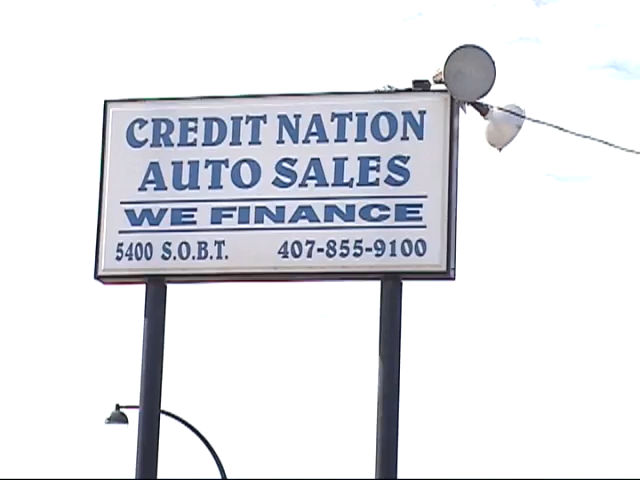 CREDIT NATION
AUTO SALES
WE FINANCE
5400 S.O.B.T. 407-855-9100